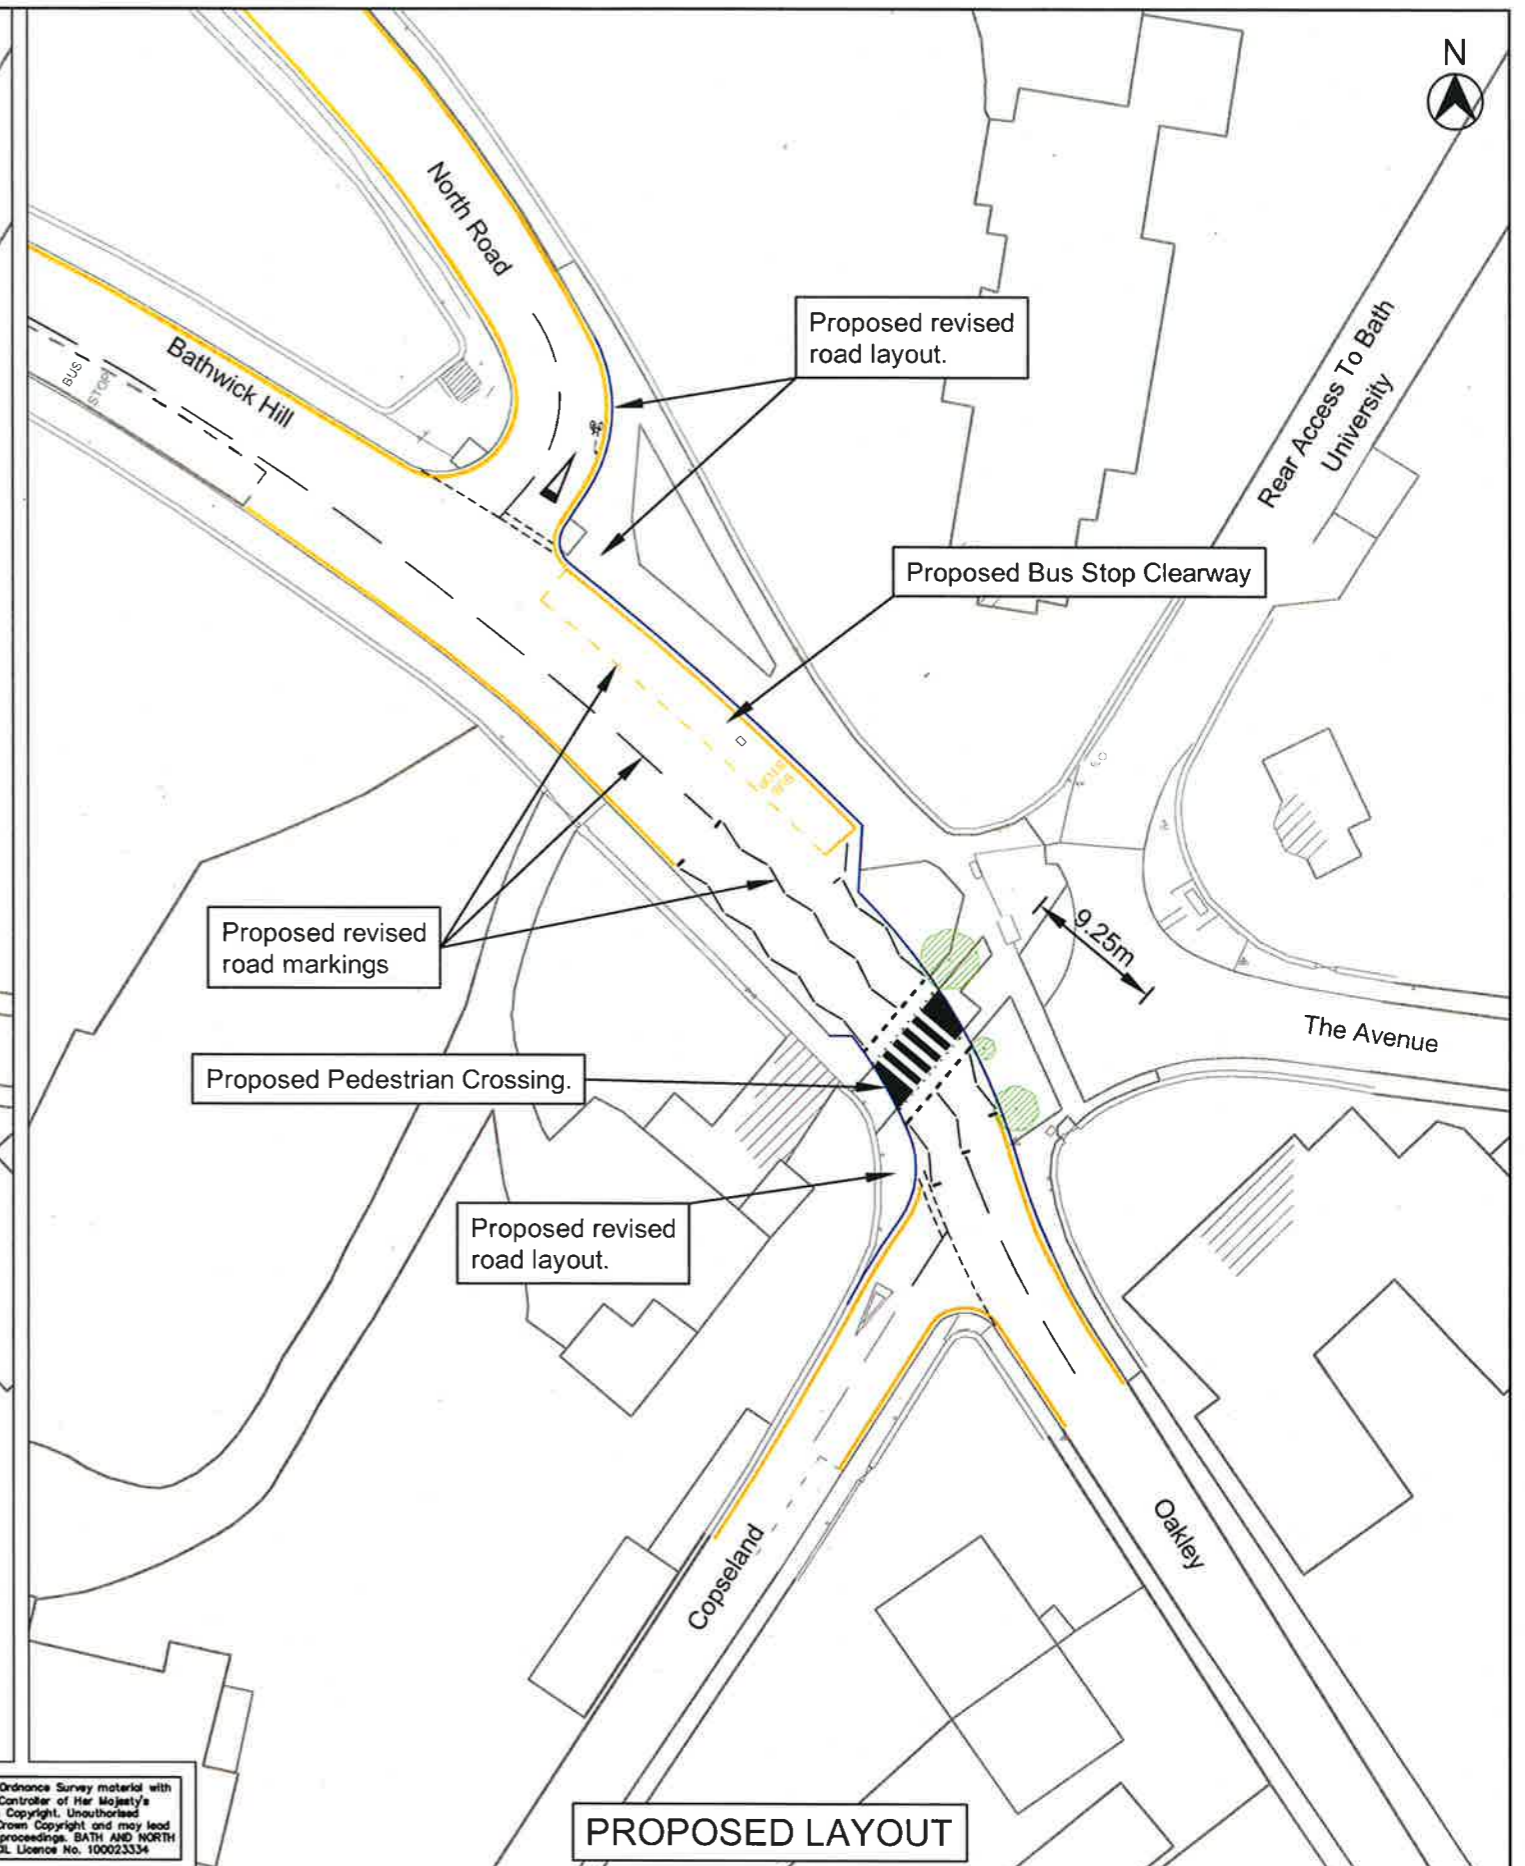 N
North Road
Proposed revised
road layout.
Rear Access To Bath
University
Bathwick Hill
BUS
STOP
Proposed Bus Stop Clearway
BUS
STOP
9.25m
Proposed revised
road markings
The Avenue
Proposed Pedestrian Crossing.
Proposed revised
road layout.
Oakley
Copseland
Ordnance Survey material with
Controller of Her Majesty's
Copyright. Unauthorised
Crown Copyright and may lead
proceedings. BATH AND NORTH
Licence No. 100023334
PROPOSED LAYOUT